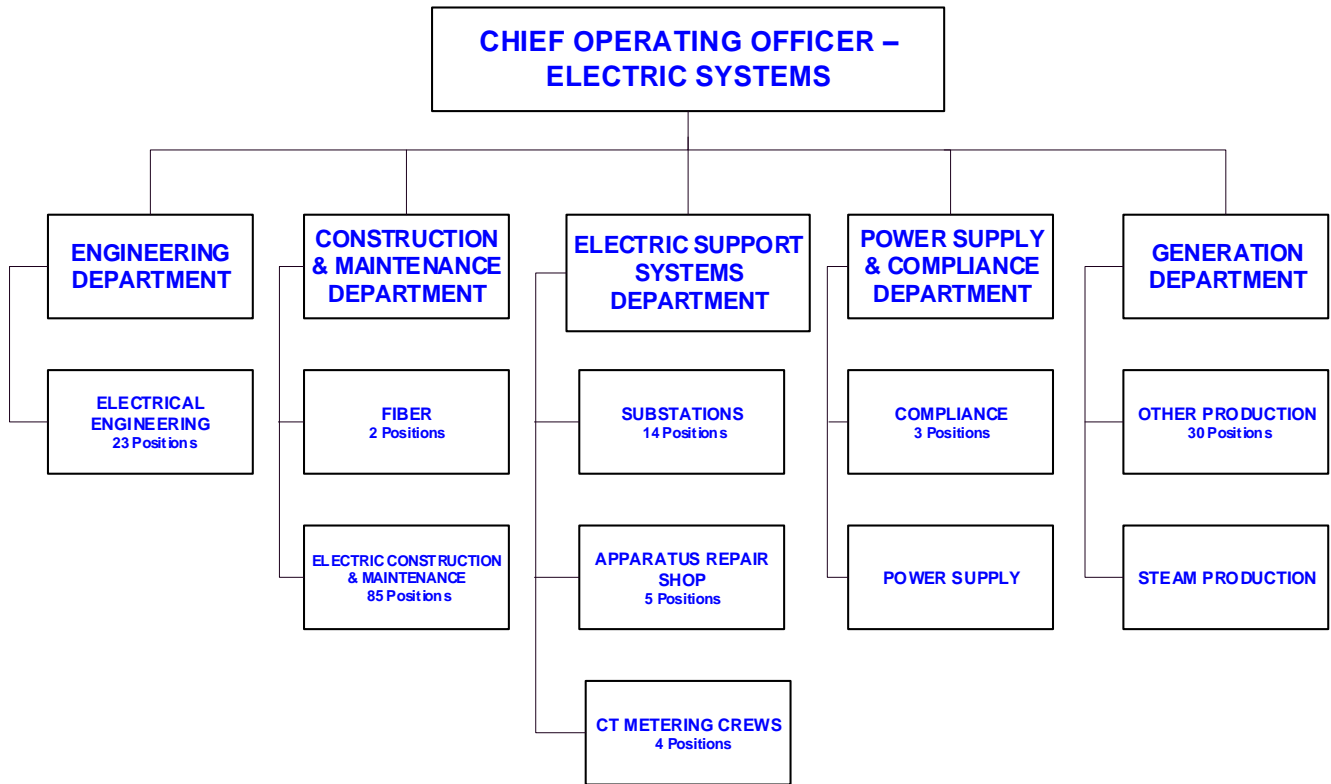 CHIEF OPERATING OFFICER –
ELECTRIC SYSTEMS
ENGINEERING
DEPARTMENT
ELECTRICAL
ENGINEERING
23 Positions
CONSTRUCTION
& MAINTENANCE
DEPARTMENT
FIBER
2 Positions
ELECTRIC CONSTRUCTION
& MAINTENANCE
85 Positions
ELECTRIC SUPPORT
SYSTEMS
DEPARTMENT
SUBSTATIONS
14 Positions
APPARATUS REPAIR
SHOP
5 Positions
CT METERING CREWS
4 Positions
POWER SUPPLY
& COMPLIANCE
DEPARTMENT
COMPLIANCE
3 Positions
POWER SUPPLY
GENERATION
DEPARTMENT
OTHER PRODUCTION
30 Positions
STEAM PRODUCTION